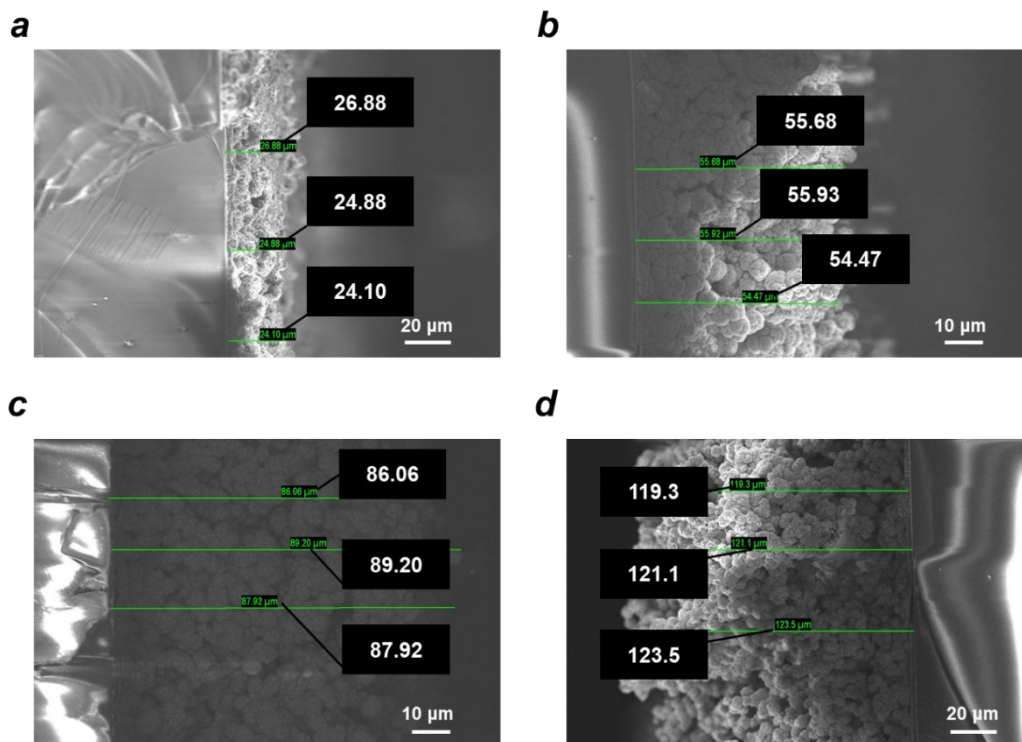 a
26.88
26.88 µm
24.88
24.88 µm
24.10
24.10 µm
20 µm
b
55.68
55.68 µm
55.93
55.92 µm
54.47
54.47 µm
10 µm
c
86.06
86.06 µm
89.20 µm
89.20
87.92 µm
87.92
10 µm
d
119.3 µm
119.3
121.1 µm
121.1
123.5 µm
123.5
20 µm